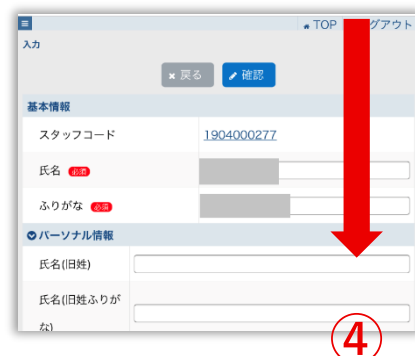 TOP グアウト
入力
× 戻る 確認
基本情報
スタッフコード 1904000277
氏名 必須
ふりがな 必須
パーソナル情報
氏名(旧姓)
氏名(旧姓ふりが
な)
④